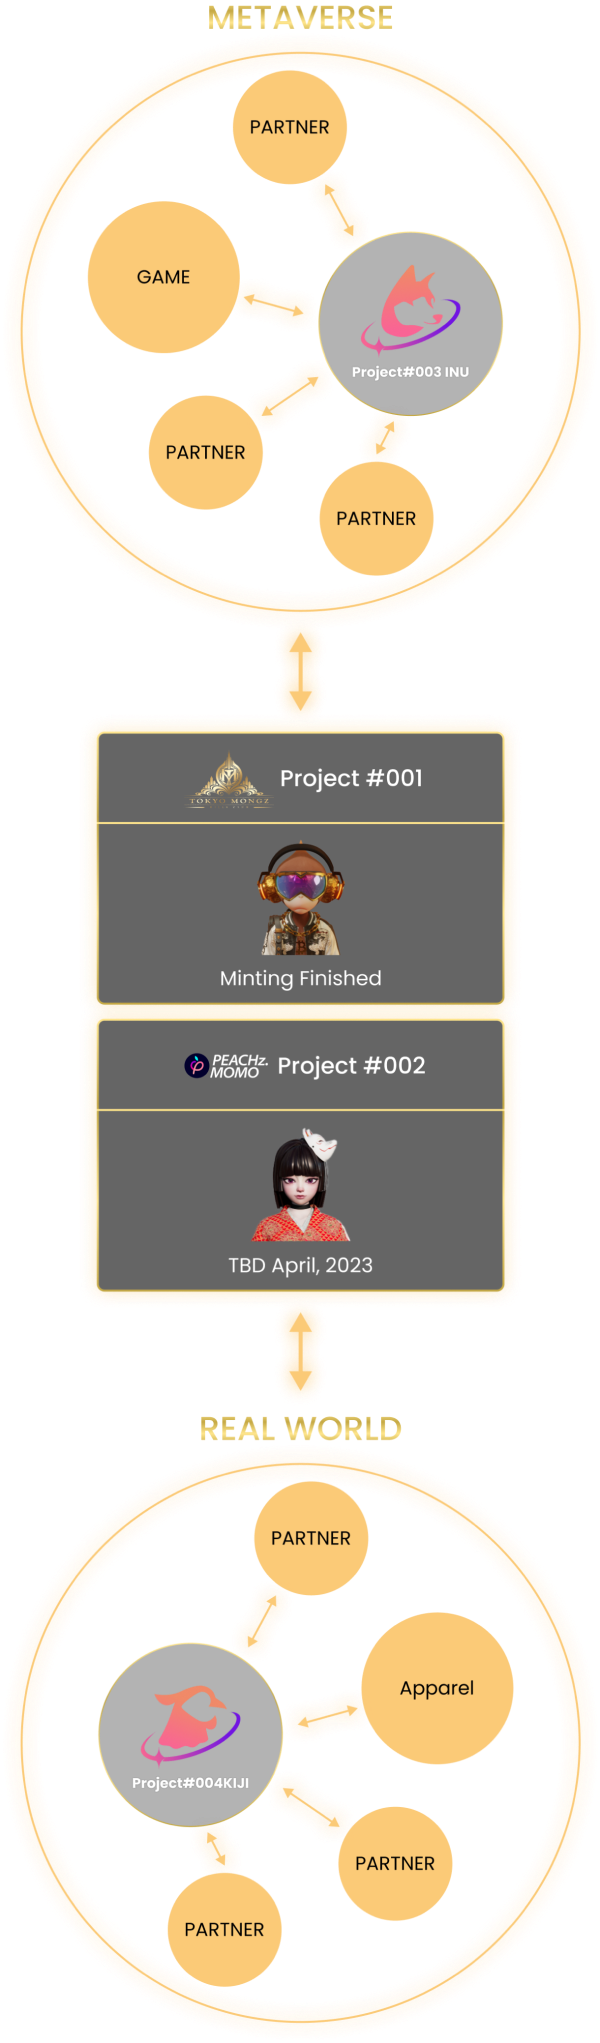 METAVERSE
PARTNER
GAME
Project#003 INU
PARTNER
PARTNER
TOKYO MONGZ
Project #001
Minting Finished
PEACHz.
MOMO
Project #002
TBD April, 2023
REAL WORLD
PARTNER
Apparel
Project#004KIJI
PARTNER
PARTNER